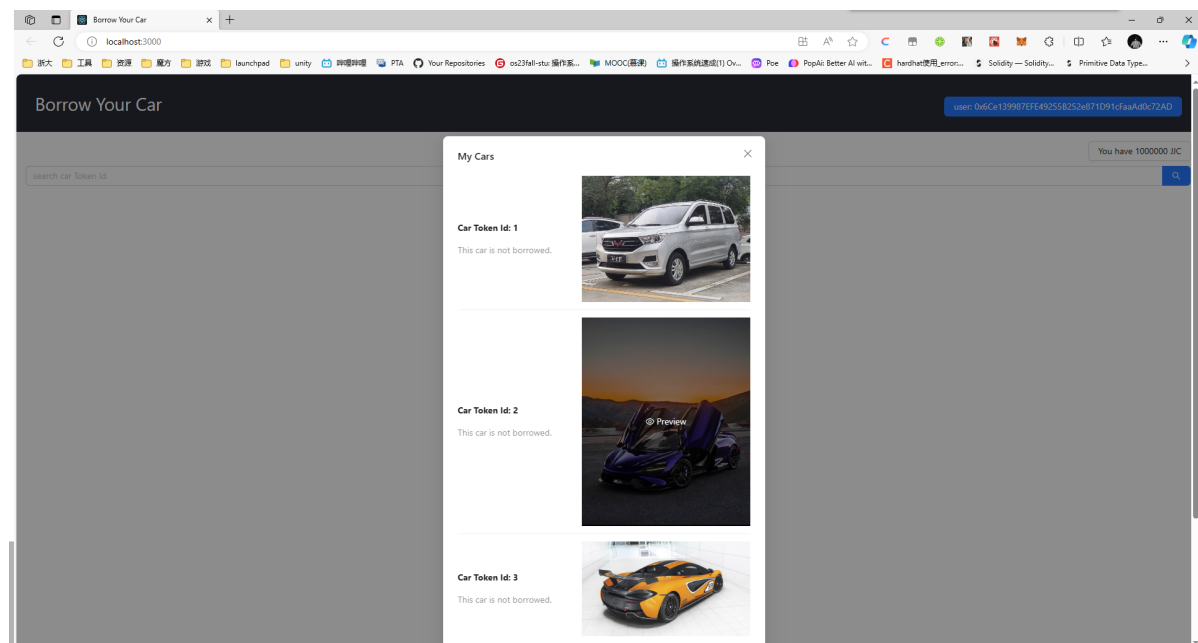 Borrow Your Car
localhost:3000
浙大 工具 资源 魔方 游戏 launchpad unity 哔哩哔哩 PTA Your Repositories os23fall-stu: 操作系... MOOC(慕课) 操作系统速成(1) Ov... Poe PopAi: Better AI wit... hardhat使用_error:... Solidity — Solidity... Primitive Data Type...
Borrow Your Car
user: 0x6Ce139987EFE49255B252eB71D91cFaaAd0c72AD
You have 1000000 JJC
search car Token Id.
My Cars
Car Token Id: 1
This car is not borrowed.
Car Token Id: 2
This car is not borrowed.
Preview
Car Token Id: 3
This car is not borrowed.